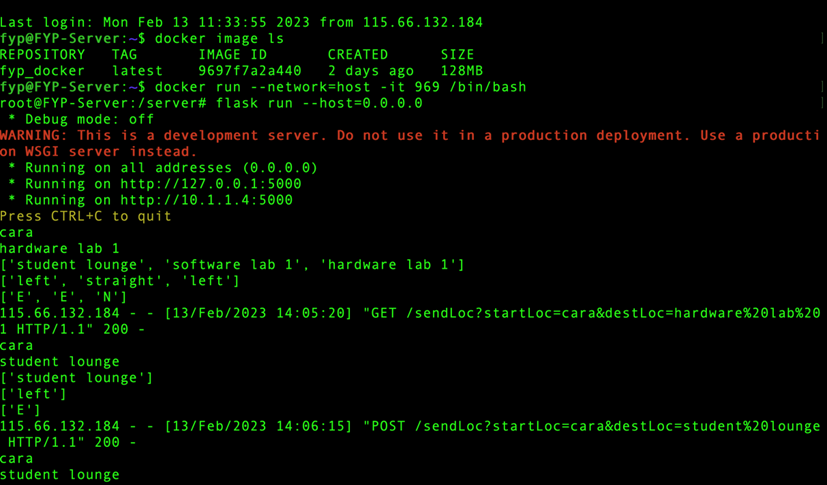 Last login: Mon Feb 13 11:33:55 2023 from 115.66.132.184
fyp@FYP-Server:~$ docker image ls
REPOSITORY   TAG       IMAGE ID       CREATED      SIZE
fyp_docker   latest    9697f7a2a440   2 days ago   128MB
fyp@FYP-Server:~$ docker run --network=host -it 969 /bin/bash
root@FYP-Server:/server# flask run --host=0.0.0.0
 * Debug mode: off
WARNING: This is a development server. Do not use it in a production deployment. Use a producti
on WSGI server instead.
 * Running on all addresses (0.0.0.0)
 * Running on http://127.0.0.1:5000
 * Running on http://10.1.1.4:5000
Press CTRL+C to quit
cara
hardware lab 1
['student lounge', 'software lab 1', 'hardware lab 1']
['left', 'straight', 'left']
['E', 'E', 'N']
115.66.132.184 - - [13/Feb/2023 14:05:20] "GET /sendLoc?startLoc=cara&destLoc=hardware%20lab%20
1 HTTP/1.1" 200 -
cara
student lounge
['student lounge']
['left']
['E']
115.66.132.184 - - [13/Feb/2023 14:06:15] "POST /sendLoc?startLoc=cara&destLoc=student%20lounge
 HTTP/1.1" 200 -
cara
student lounge